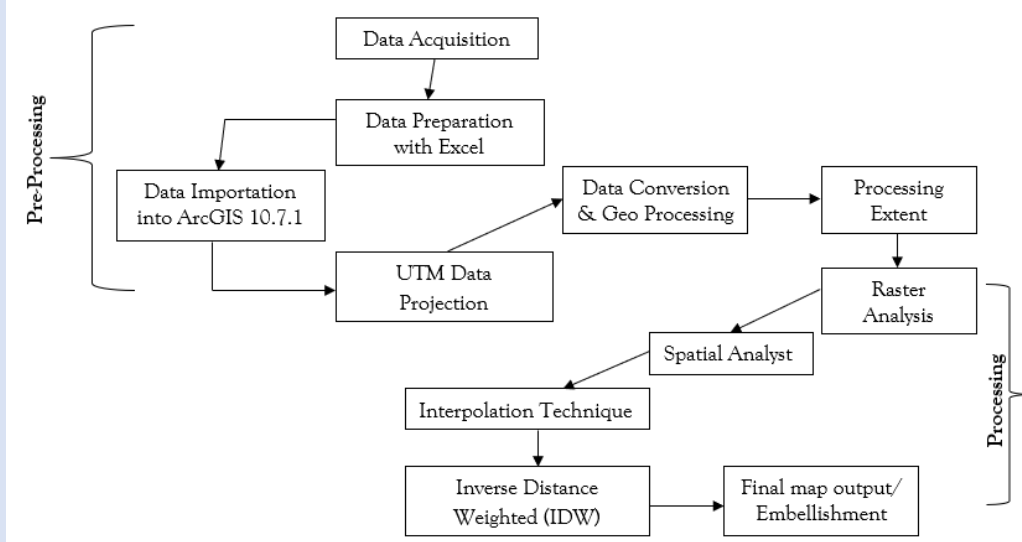 Pre-Processing
Data Acquisition
Data Preparation
with Excel
Data Importation
into ArcGIS 10.7.1
UTM Data
Projection
Data Conversion
& Geo Processing
Processing
Extent
Raster
Analysis
Spatial Analyst
Interpolation Technique
Inverse Distance
Weighted (IDW)
Final map output/
Embellishment
Processing